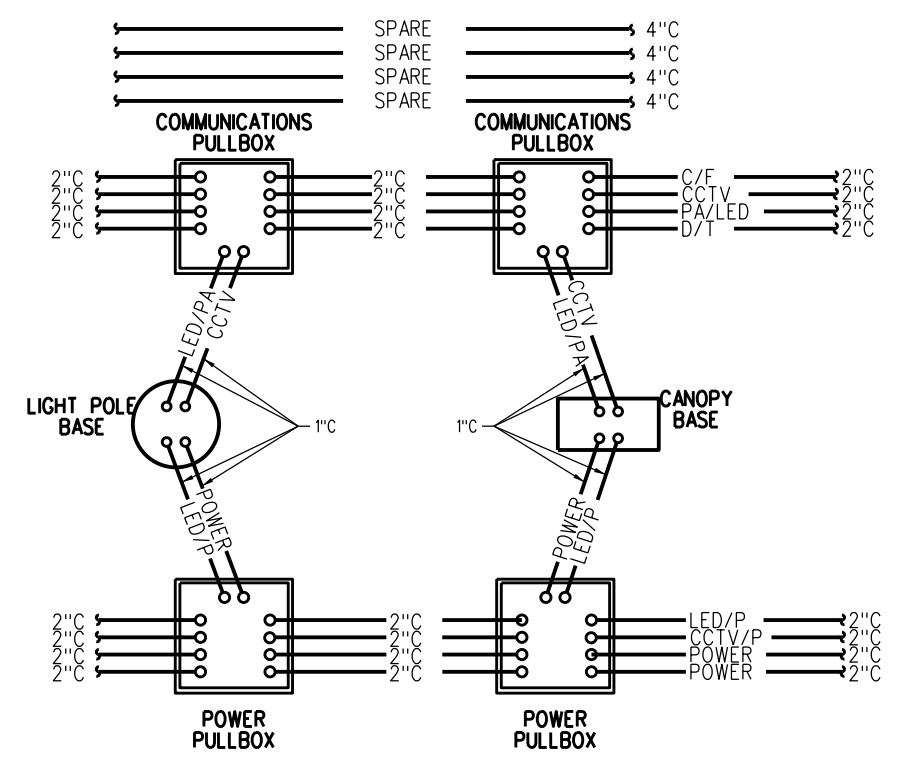 SPARE 4"C
SPARE 4"C
SPARE 4"C
SPARE 4"C
COMMUNICATIONS
PULLBOX
COMMUNICATIONS
PULLBOX
2"C 2"C C/F 2"C
2"C 2"C CCTV 2"C
2"C 2"C PA/LED 2"C
2"C 2"C D/T 2"C
LED/PA
CCTV
CCTV
LED/PA
LIGHT POLE
BASE
1"C
1"C
CANOPY
BASE
POWER
LED/P
POWER
LED/P
2"C 2"C LED/P 2"C
2"C 2"C CCTV/P 2"C
2"C 2"C POWER 2"C
2"C 2"C POWER 2"C
POWER
PULLBOX
POWER
PULLBOX